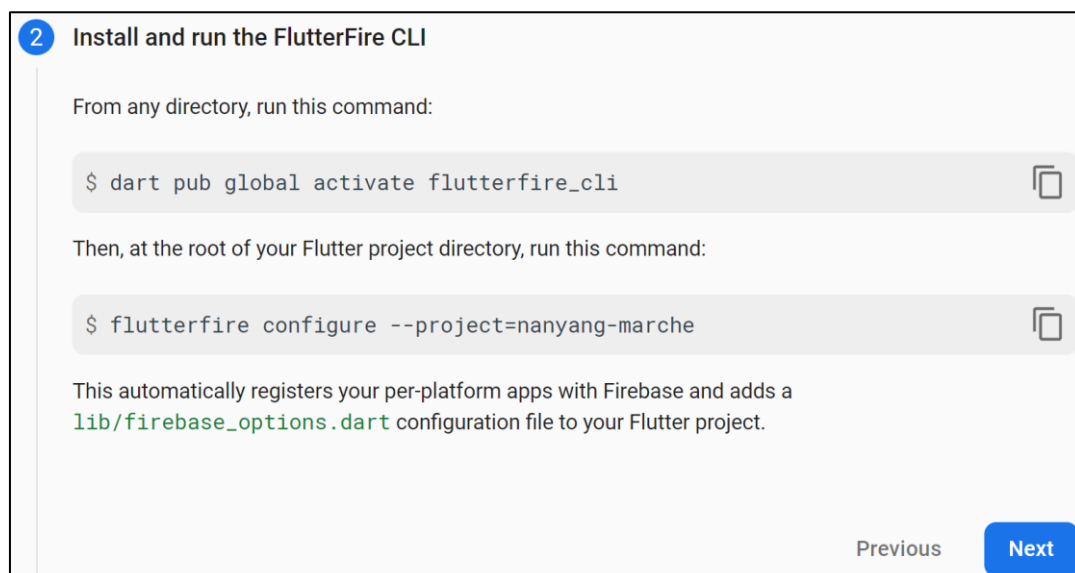 2 Install and run the FlutterFire CLI
From any directory, run this command:
$ dart pub global activate flutterfire_cli
Then, at the root of your Flutter project directory, run this command:
$ flutterfire configure --project=nanyang-marche
This automatically registers your per-platform apps with Firebase and adds a
lib/firebase_options.dart configuration file to your Flutter project.
Previous Next